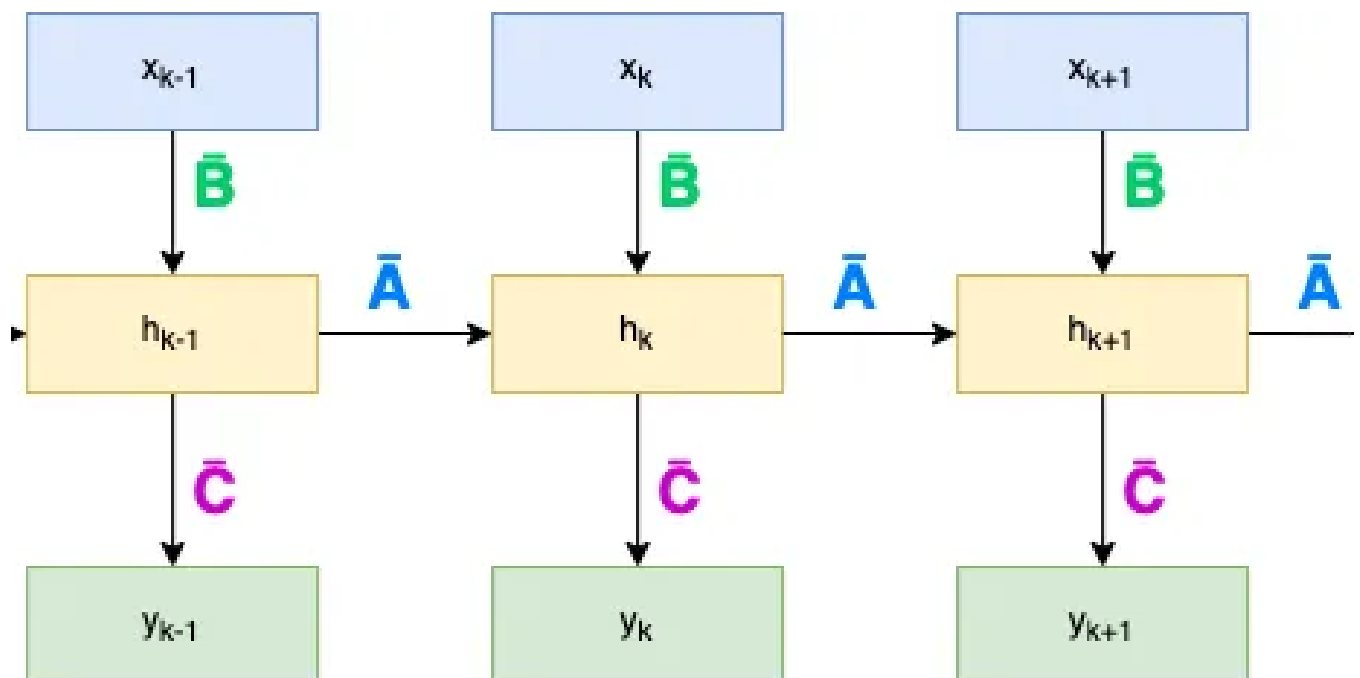 xₖ₋₁ xₖ xₖ₊₁
B̄ B̄ B̄
Ā Ā Ā
hₖ₋₁ hₖ hₖ₊₁
C̄ C̄ C̄
yₖ₋₁ yₖ yₖ₊₁